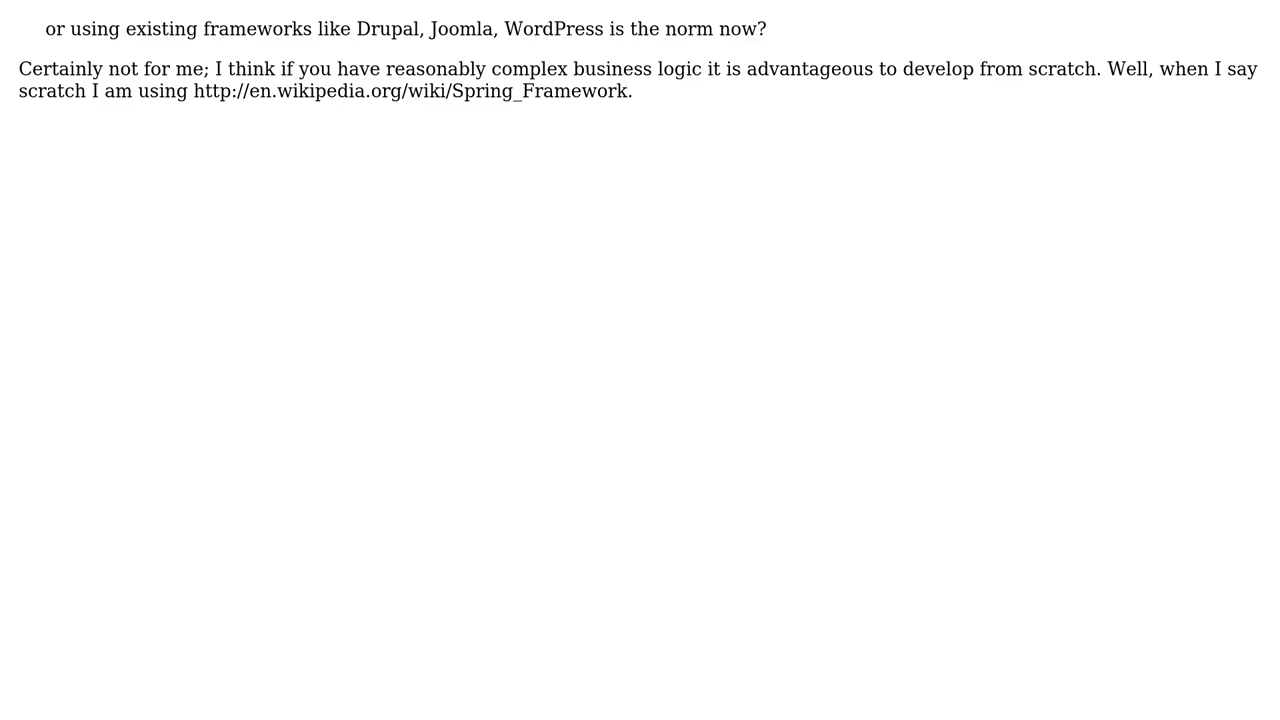 or using existing frameworks like Drupal, Joomla, WordPress is the norm now?
Certainly not for me; I think if you have reasonably complex business logic it is advantageous to develop from scratch. Well, when I say
scratch I am using http://en.wikipedia.org/wiki/Spring_Framework.